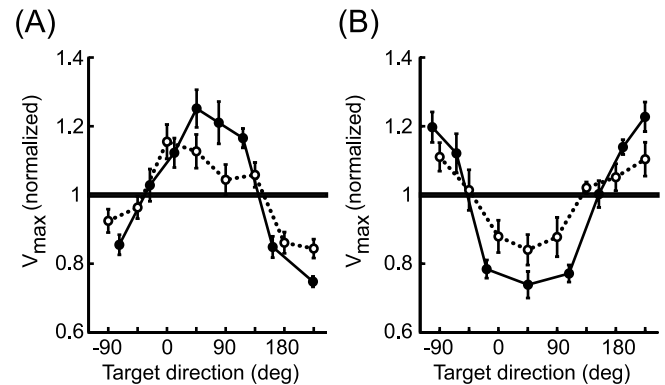 (A)
(B)
1.4
1.2
1
0.8
0.6
Vmax (normalized)
-90 0 90 180
Target direction (deg)
1.4
1.2
1
0.8
0.6
Vmax (normalized)
-90 0 90 180
Target direction (deg)